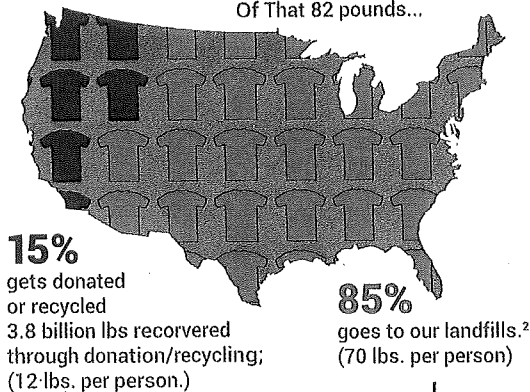 Of That 82 pounds...
15%
gets donated
or recycled
3.8 billion lbs recorvered
through donation/recycling;
(12 lbs. per person.)
85%
goes to our landfills.²
(70 lbs. per person)